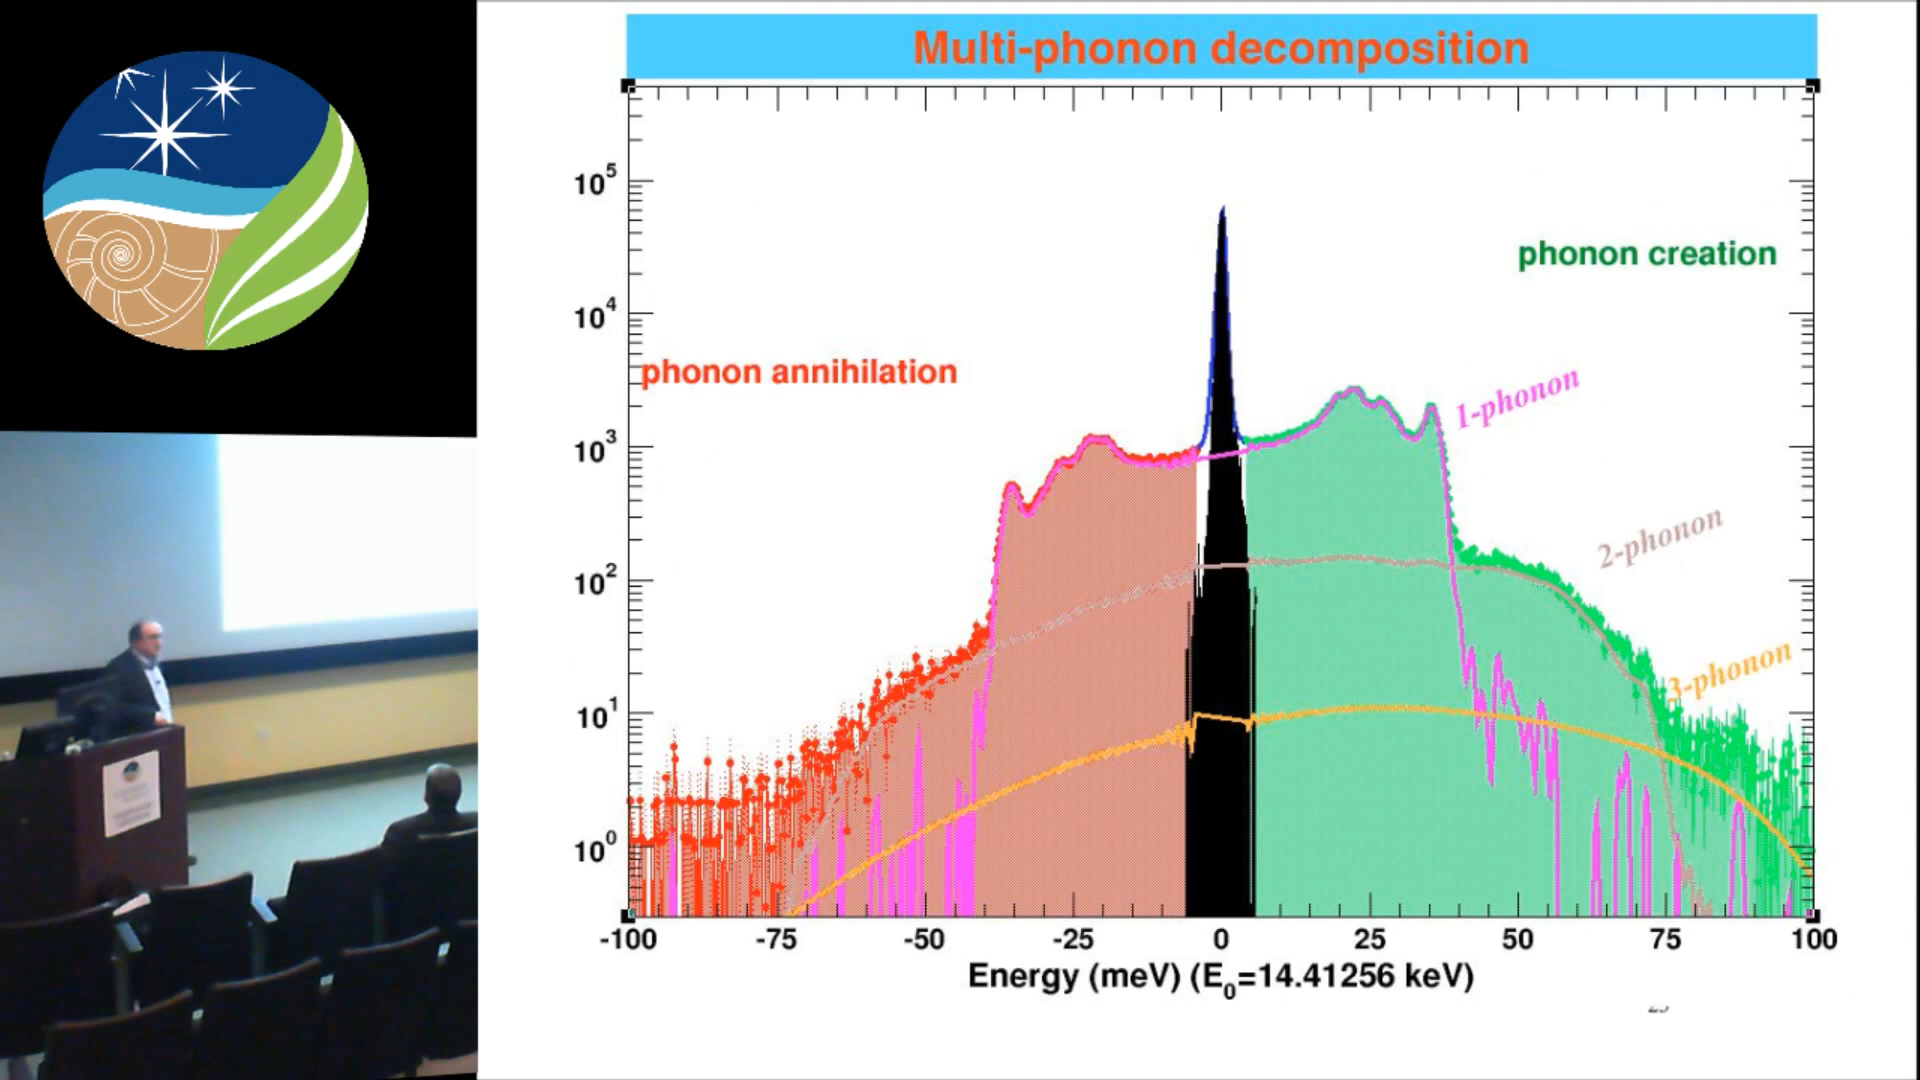 Multi-phonon decomposition
10^5
phonon creation
10^4
phonon annihilation
1-phonon
10^3
2-phonon
10^2
3-phonon
10^1
10^0
-100 -75 -50 -25 0 25 50 75 100
Energy (meV) (E_0=14.41256 keV)